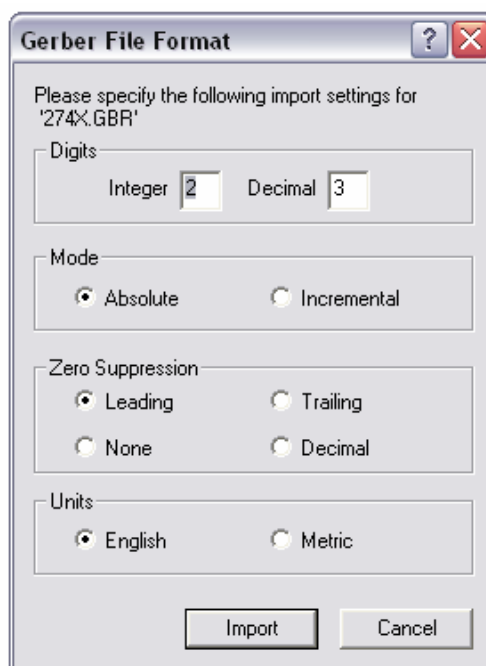 Gerber File Format
Please specify the following import settings for
'274X.GBR'
Digits
Integer 2 Decimal 3
Mode
Absolute Incremental
Zero Suppression
Leading Trailing
None Decimal
Units
English Metric
Import Cancel